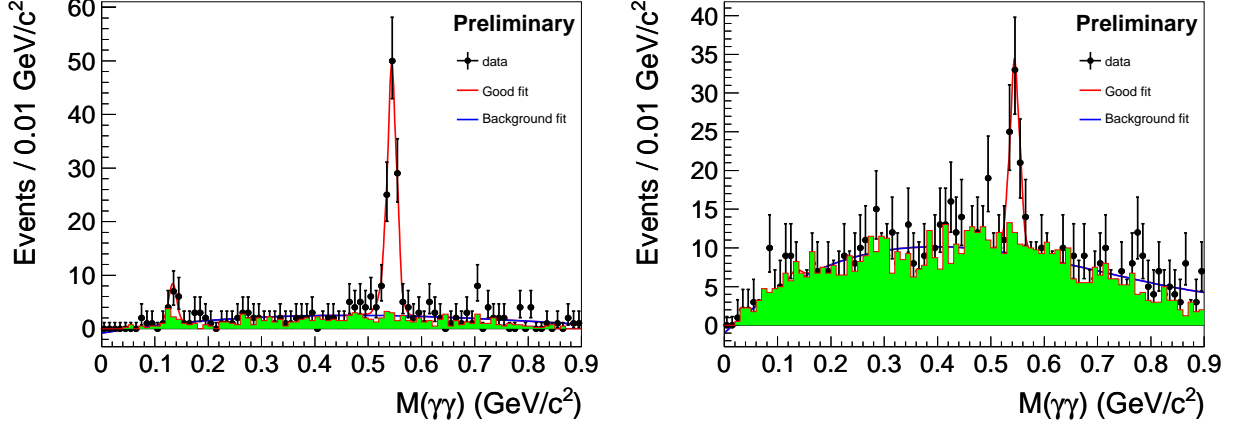 Events / 0.01 GeV/c²
60
50
40
30
20
10
0
Preliminary
data
Good fit
Background fit
0 0.1 0.2 0.3 0.4 0.5 0.6 0.7 0.8 0.9
M(γγ) (GeV/c²)
Events / 0.01 GeV/c²
40
35
30
25
20
15
10
5
0
Preliminary
data
Good fit
Background fit
0 0.1 0.2 0.3 0.4 0.5 0.6 0.7 0.8 0.9
M(γγ) (GeV/c²)